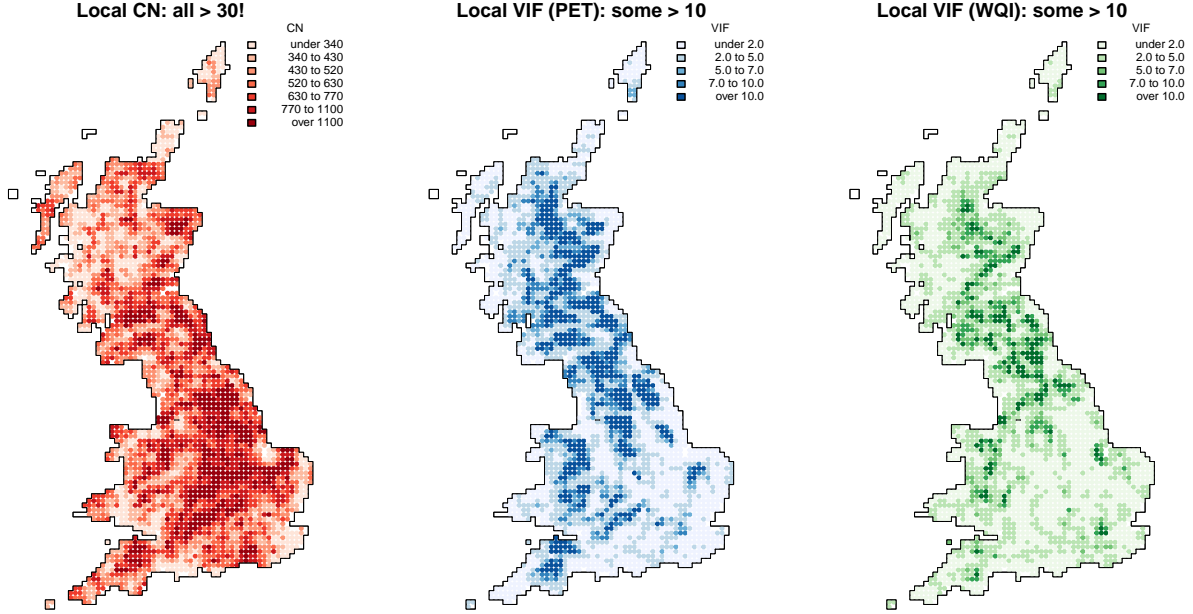 Local CN: all > 30!
CN
under 340
340 to 430
430 to 520
520 to 630
630 to 770
770 to 1100
over 1100
Local VIF (PET): some > 10
VIF
under 2.0
2.0 to 5.0
5.0 to 7.0
7.0 to 10.0
over 10.0
Local VIF (WQI): some > 10
VIF
under 2.0
2.0 to 5.0
5.0 to 7.0
7.0 to 10.0
over 10.0